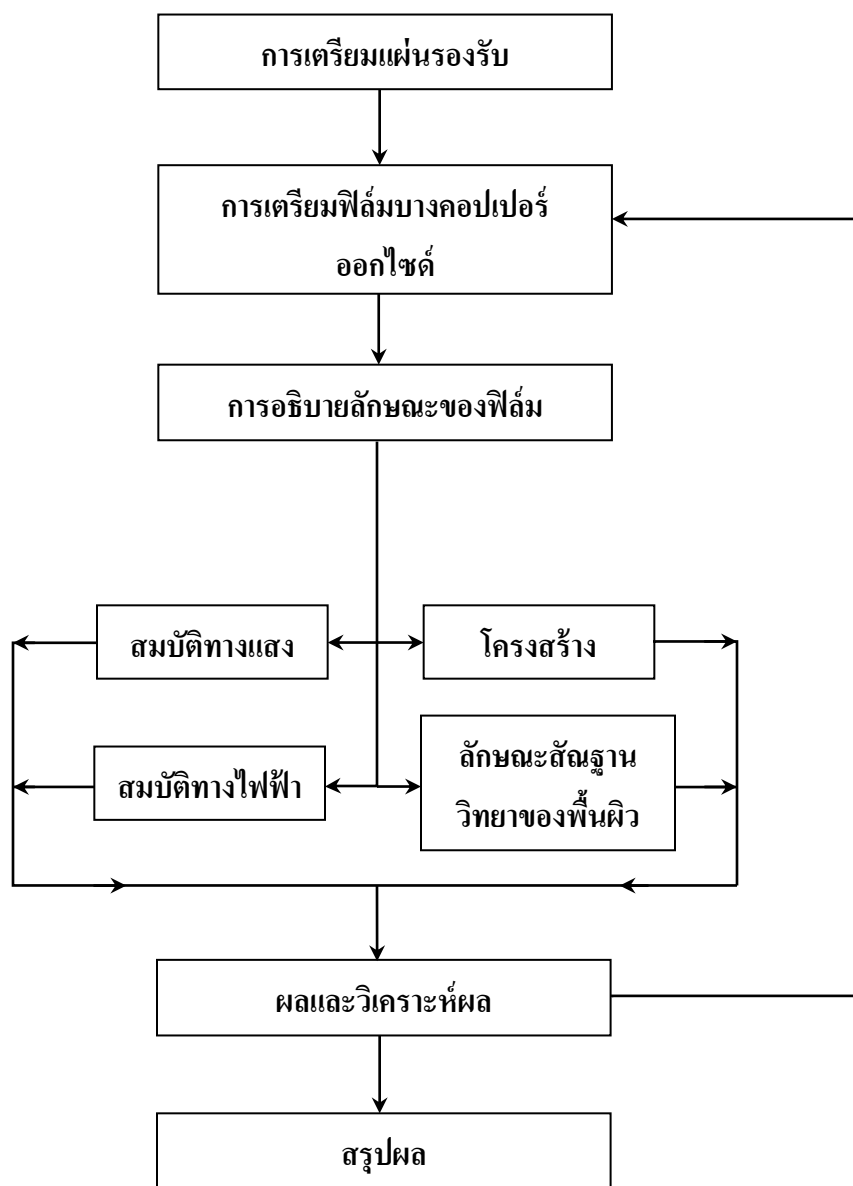 การเตรียมแผ่นรองรับ
การเตรียมฟิล์มบางคอปเปอร์
ออกไซด์
การอธิบายลักษณะของฟิล์ม
สมบัติทางแสง
โครงสร้าง
สมบัติทางไฟฟ้า
ลักษณะสัณฐาน
วิทยาของพื้นผิว
ผลและวิเคราะห์ผล
สรุปผล